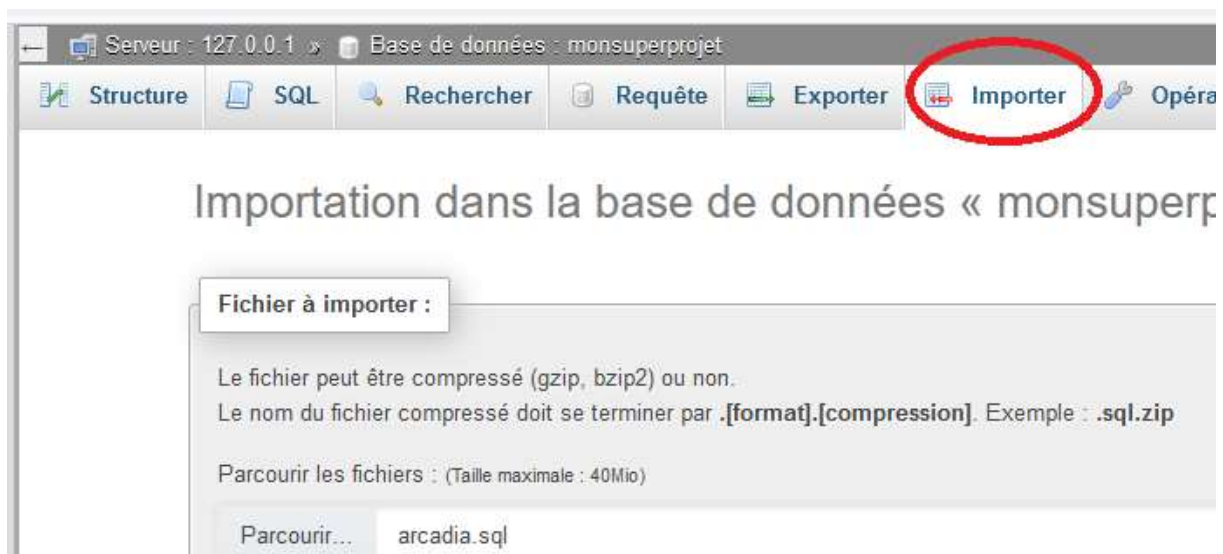 Serveur : 127.0.0.1 » Base de données : monsuperprojet
Structure SQL Rechercher Requête Exporter Importer Opéra
Importation dans la base de données « monsuperp
Fichier à importer :
Le fichier peut être compressé (gzip, bzip2) ou non.
Le nom du fichier compressé doit se terminer par .[format].[compression]. Exemple : .sql.zip
Parcourir les fichiers : (Taille maximale : 40Mio)
Parcourir... arcadia.sql